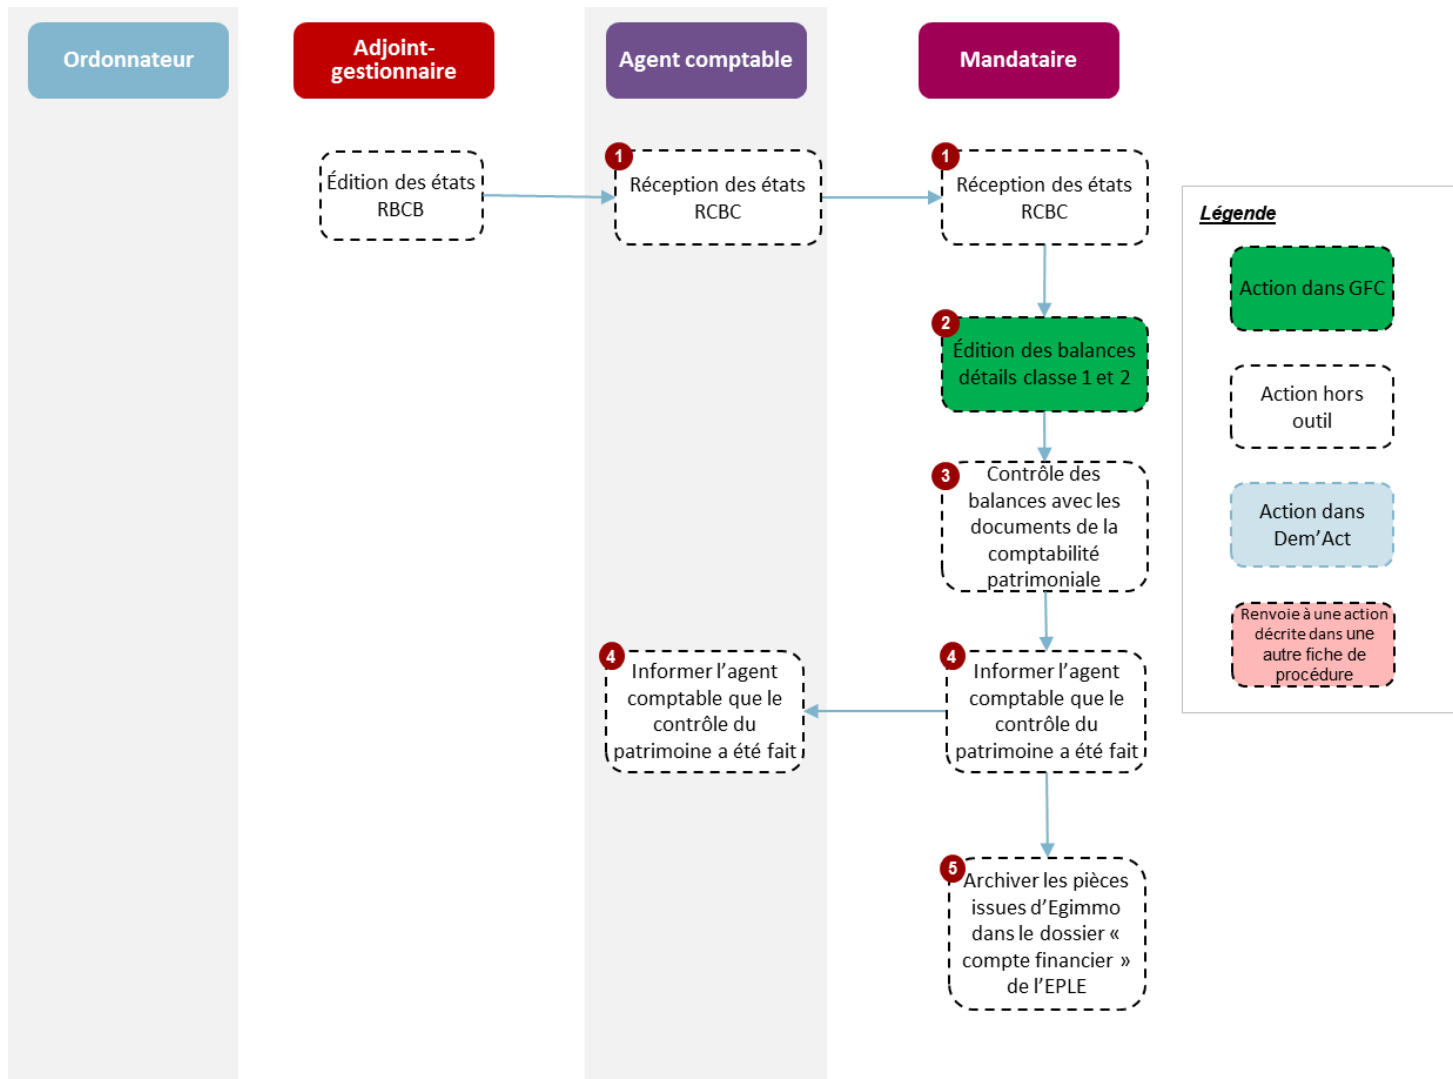 Ordonnateur
Adjoint-
gestionnaire
Agent comptable
Mandataire
Édition des états
RBCB
1
Réception des états
RCBC
1
Réception des états
RCBC
2
Édition des balances
détails classe 1 et 2
3
Contrôle des
balances avec les
documents de la
comptabilité
patrimoniale
4
Informer l’agent
comptable que le
contrôle du
patrimoine a été fait
4
Informer l’agent
comptable que le
contrôle du
patrimoine a été fait
5
Archiver les pièces
issues d’Egimmo
dans le dossier «
compte financier »
de l’EPLE
Légende
Action dans GFC
Action hors
outil
Action dans
Dem’Act
Renvoie à une action
décrite dans une
autre fiche de
procédure